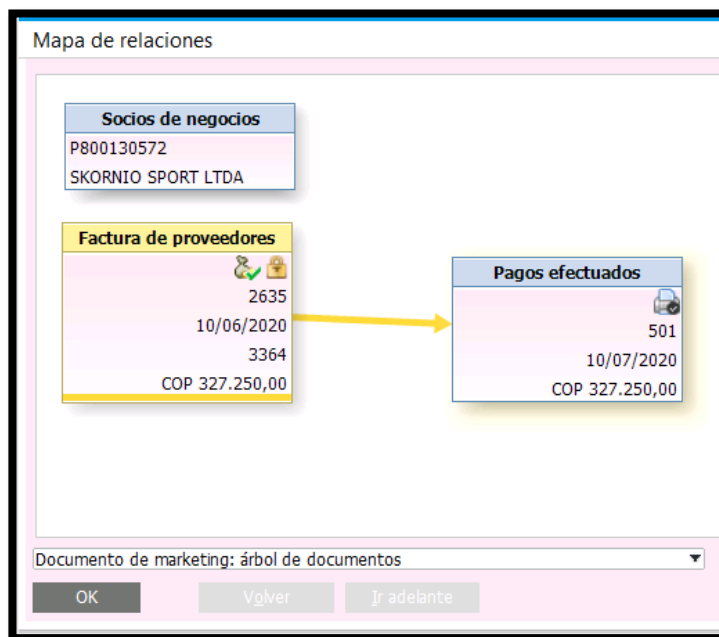 Mapa de relaciones
Socios de negocios
P800130572
SKORNIO SPORT LTDA
Factura de proveedores
2635
10/06/2020
3364
COP 327.250,00
Pagos efectuados
501
10/07/2020
COP 327.250,00
Documento de marketing: árbol de documentos
OK
Volver
Ir adelante